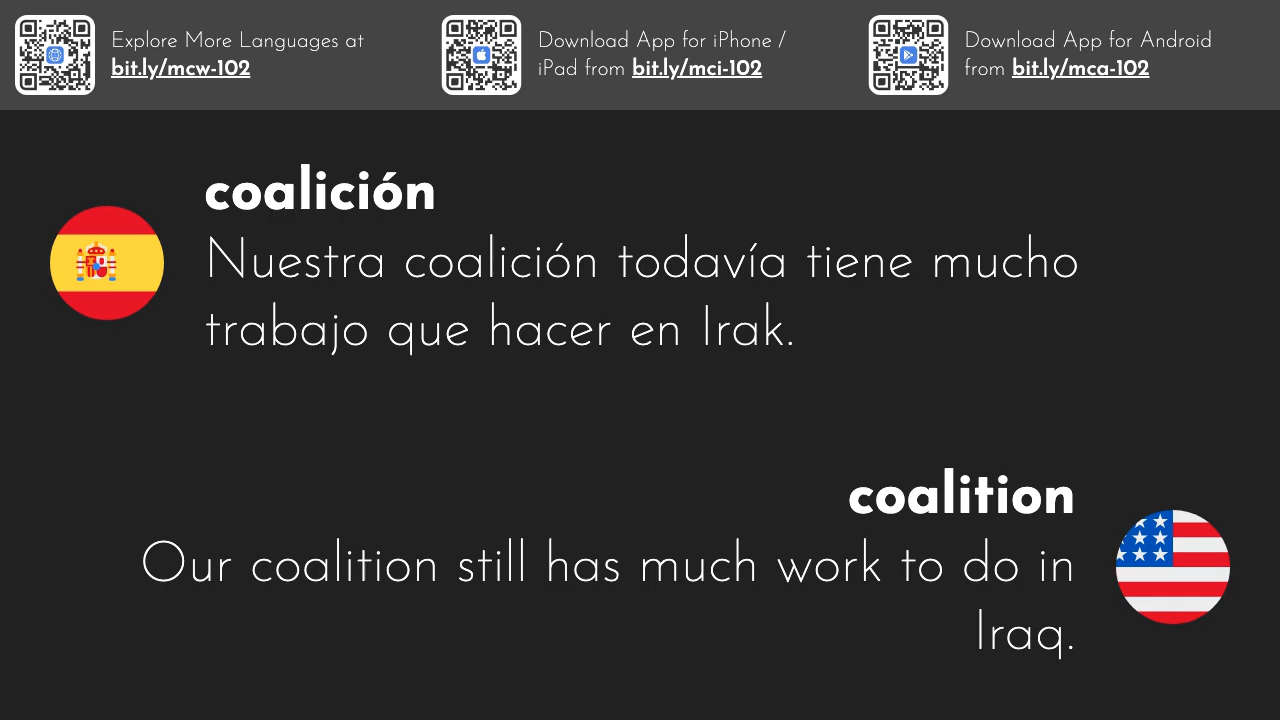 Explore More Languages at
bit.ly/mcw-102
Download App for iPhone /
iPad from bit.ly/mci-102
Download App for Android
from bit.ly/mca-102
coalición
Nuestra coalición todavía tiene mucho
trabajo que hacer en Irak.
coalition
Our coalition still has much work to do in
Iraq.